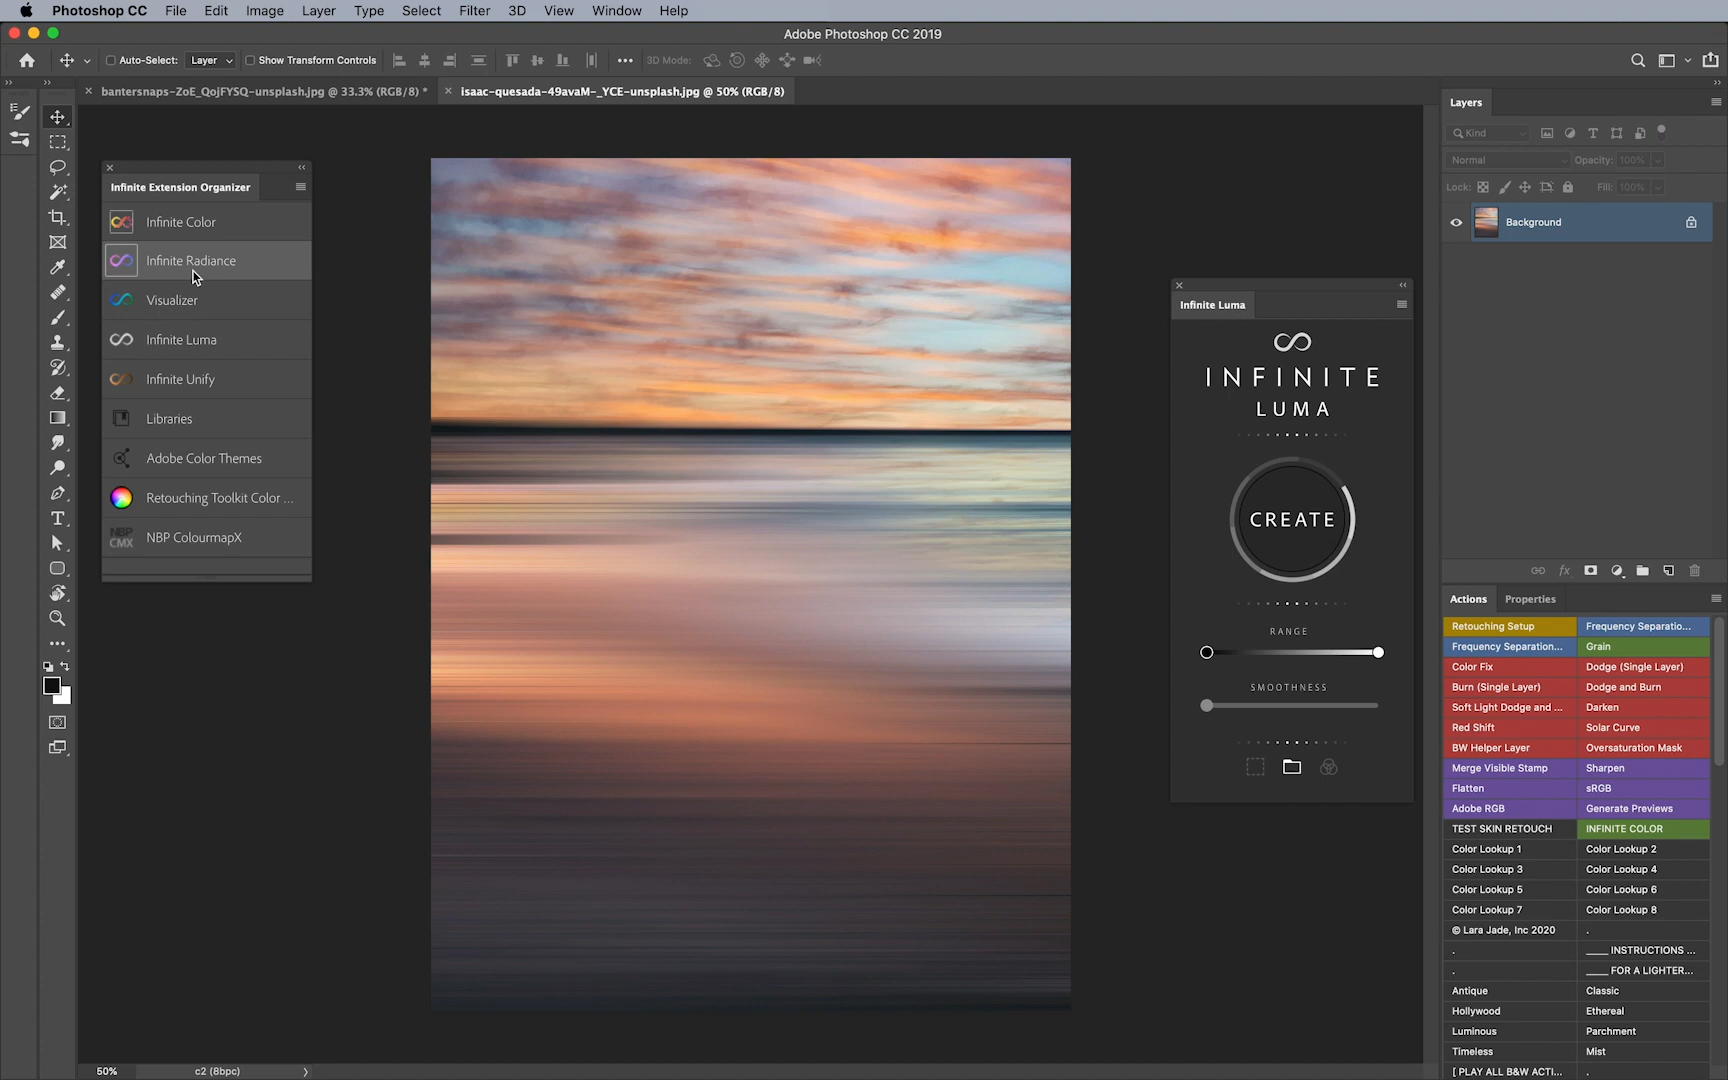 Photoshop CC File Edit Image Layer Type Select Filter 3D View Window Help
Adobe Photoshop CC 2019
Auto-Select: Layer Show Transform Controls 3D Mode:
bantersnaps-ZoE_QojFYSQ-unsplash.jpg @ 33.3% (RGB/8) *
isaac-quesada-49avaM-_YCE-unsplash.jpg @ 50% (RGB/8)
Infinite Extension Organizer
Infinite Color
Infinite Radiance
Visualizer
Infinite Luma
Infinite Unify
Libraries
Adobe Color Themes
Retouching Toolkit Color ...
NBP CMX NBP ColourmapX
Infinite Luma
INFINITE
LUMA
CREATE
RANGE
SMOOTHNESS
Layers
Kind
Normal Opacity: 100%
Lock: Fill: 100%
Background
Actions Properties
Retouching Setup Frequency Separatio...
Frequency Separation... Grain
Color Fix Dodge (Single Layer)
Burn (Single Layer) Dodge and Burn
Soft Light Dodge and ... Darken
Red Shift Solar Curve
BW Helper Layer Oversaturation Mask
Merge Visible Stamp Sharpen
Flatten sRGB
Adobe RGB Generate Previews
TEST SKIN RETOUCH INFINITE COLOR
Color Lookup 1 Color Lookup 2
Color Lookup 3 Color Lookup 4
Color Lookup 5 Color Lookup 6
Color Lookup 7 Color Lookup 8
© Lara Jade, Inc 2020 .
. ____ INSTRUCTIONS ...
. ____ FOR A LIGHTER...
Antique Classic
Hollywood Ethereal
Luminous Parchment
Timeless Mist
[ PLAY ALL B&W ACTI... .
50% c2 (8bpc)